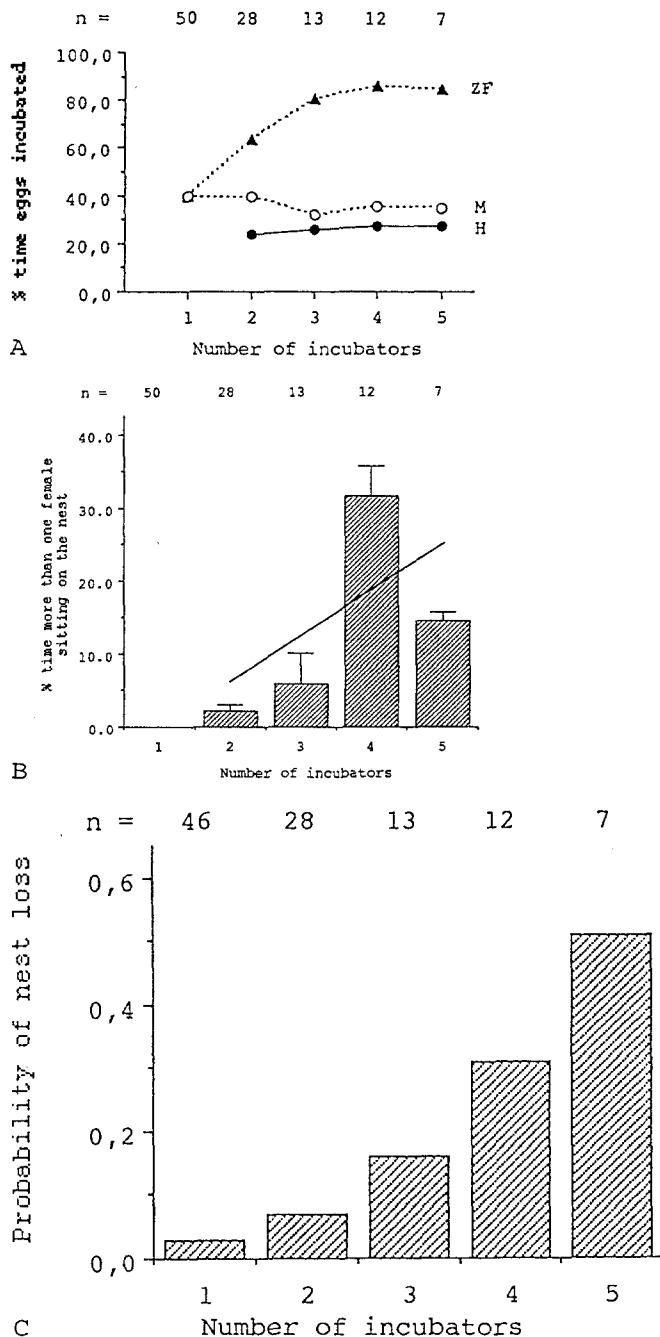 n = 50 28 13 12 7
% time eggs incubated
100,0
80,0
60,0
40,0
20,0
0,0
ZF
M
H
1 2 3 4 5
A
Number of incubators
n = 50 28 13 12 7
% time more than one female
sitting on the nest
40.0
30.0
20.0
10.0
0.0
1 2 3 4 5
B
Number of incubators
n = 46 28 13 12 7
Probability of nest loss
0,6
0,4
0,2
0,0
1 2 3 4 5
C
Number of incubators